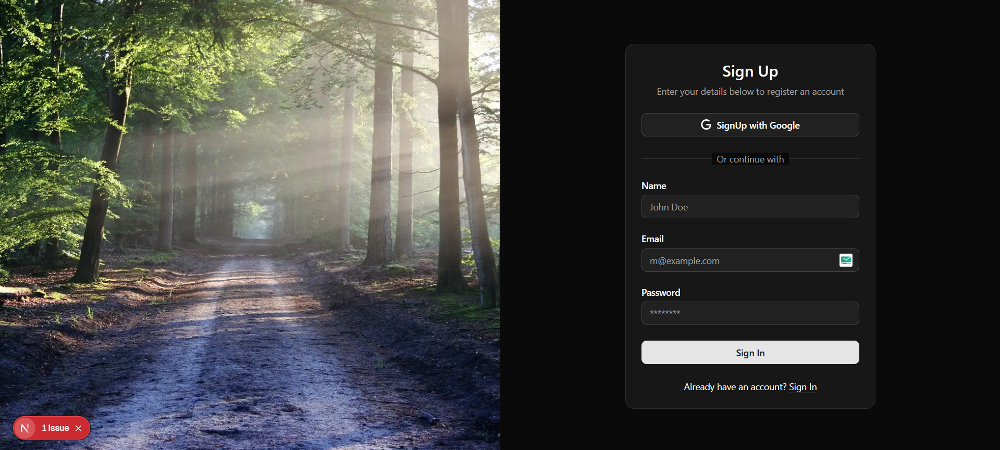 Sign Up
Enter your details below to register an account
SignUp with Google
Or continue with
Name
John Doe
Email
m@example.com
Password
********
Sign In
Already have an account? Sign In
1 Issue